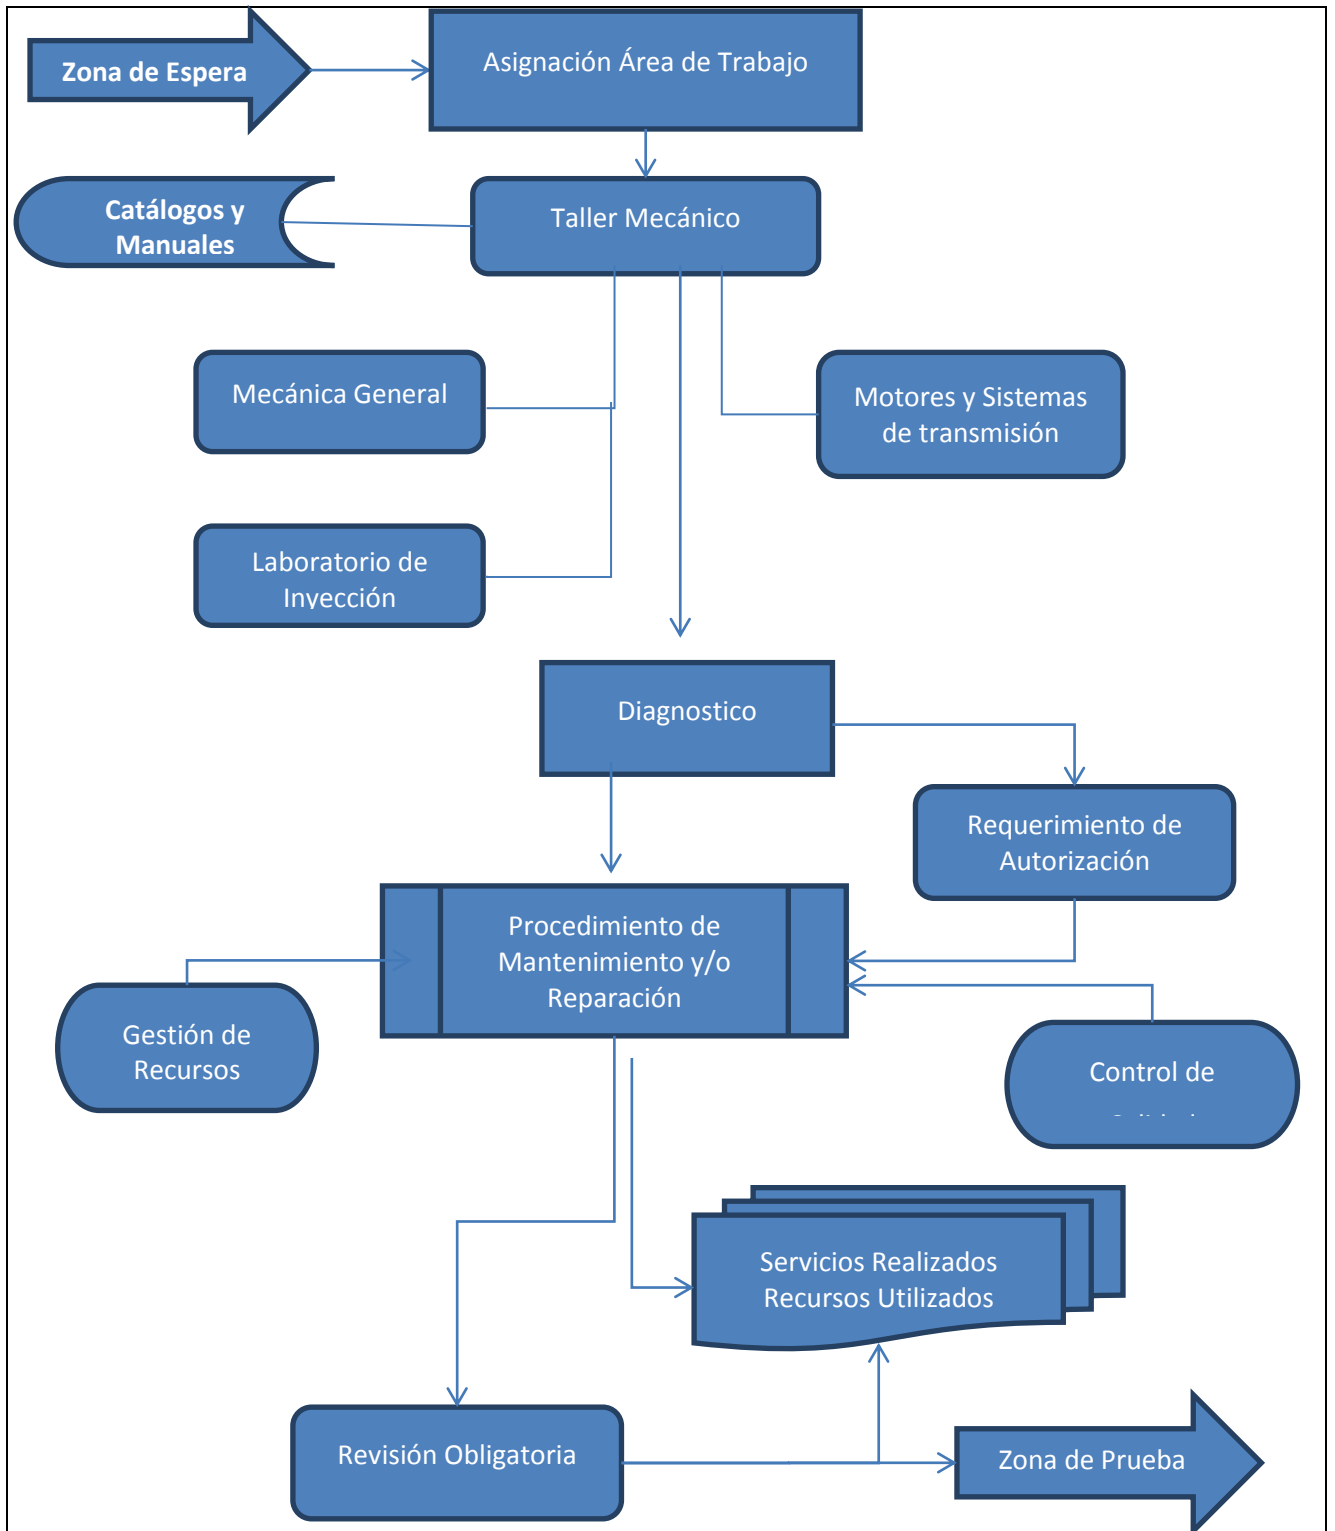 Zona de Espera
Asignación Área de Trabajo
Catálogos y
Manuales
Taller Mecánico
Mecánica General
Motores y Sistemas
de transmisión
Laboratorio de
Inyección
Diagnostico
Requerimiento de
Autorización
Procedimiento de
Mantenimiento y/o
Reparación
Gestión de
Recursos
Control de
Servicios Realizados
Recursos Utilizados
Revisión Obligatoria
Zona de Prueba